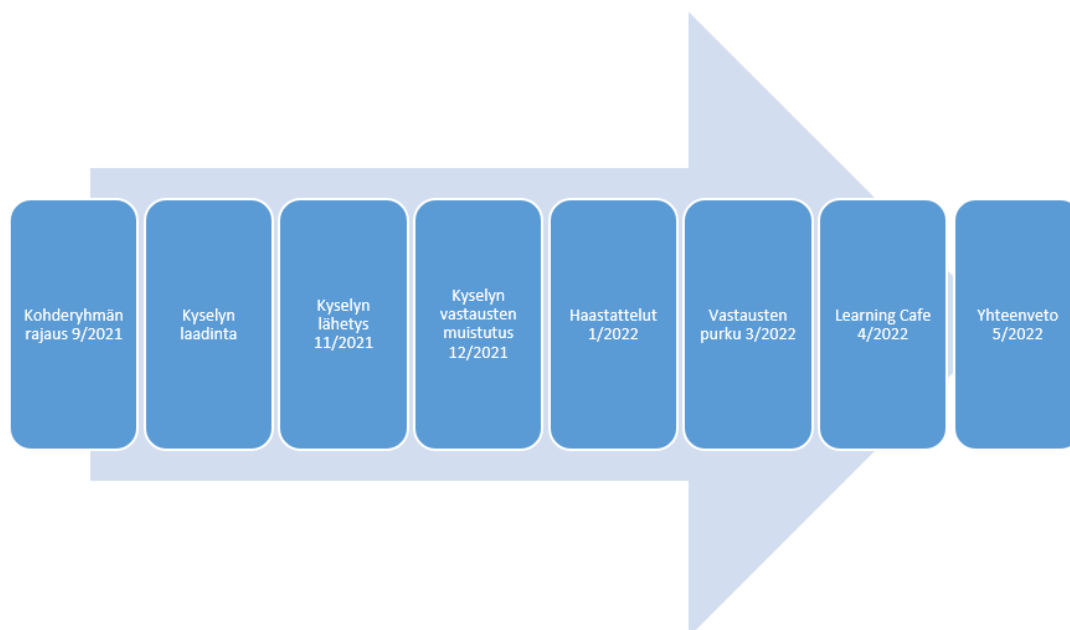 Kohderyhmän
rajaus 9/2021
Kyselyn
laadinta
Kyselyn
lähetys
11/2021
Kyselyn
vastausten
muistutus
12/2021
Haastattelut
1/2022
Vastausten
purku 3/2022
Learning Cafe
4/2022
Yhteenveto
5/2022